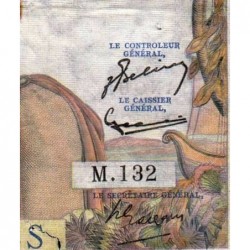 LE CONTROLEUR
GÉNÉRAL,
LE CAISSIER
GÉNÉRAL,
M.132
LE SECRÉTAIRE GÉNÉRAL,
S